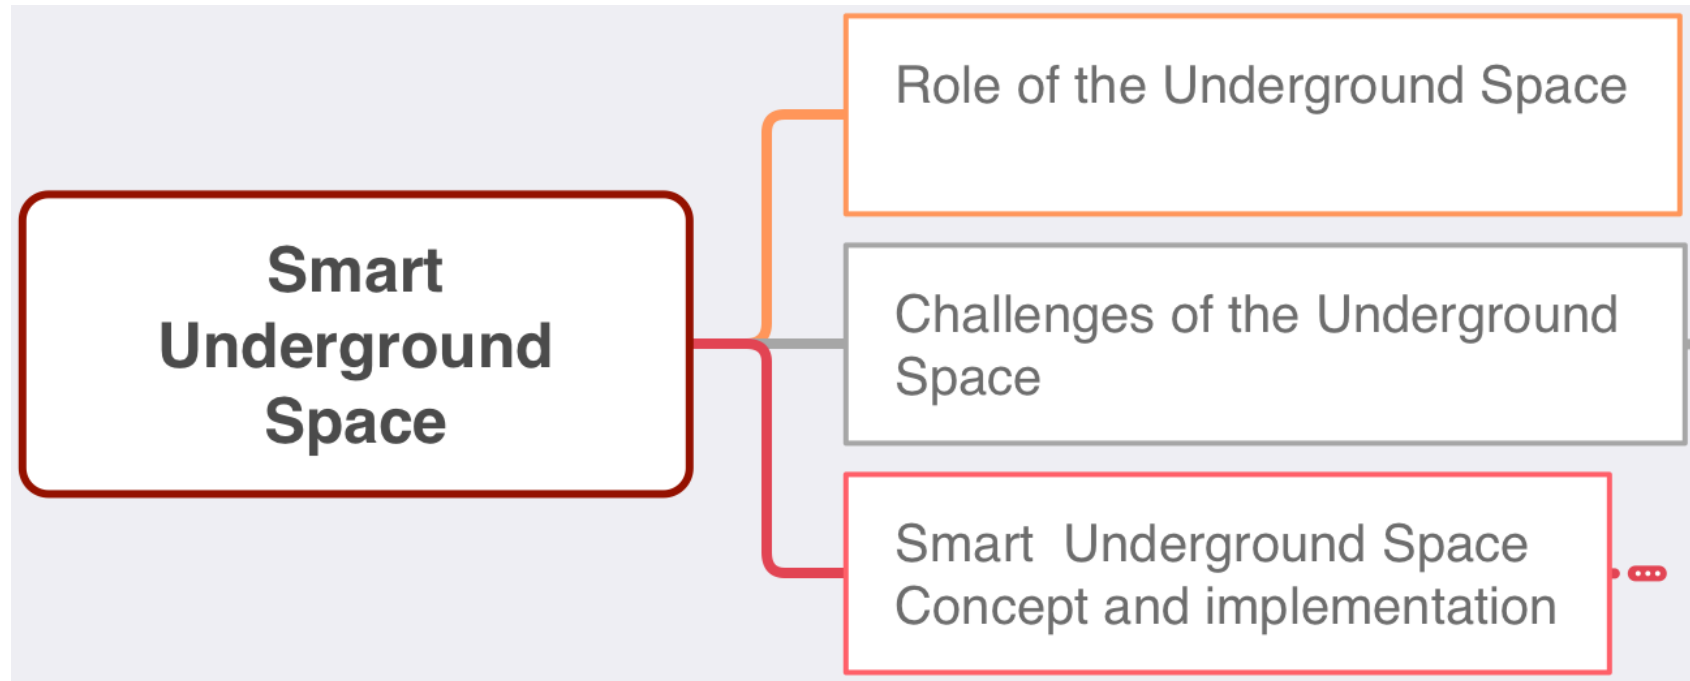 Smart
Underground
Space
Role of the Underground Space
Challenges of the Underground
Space
Smart  Underground Space
Concept and implementation